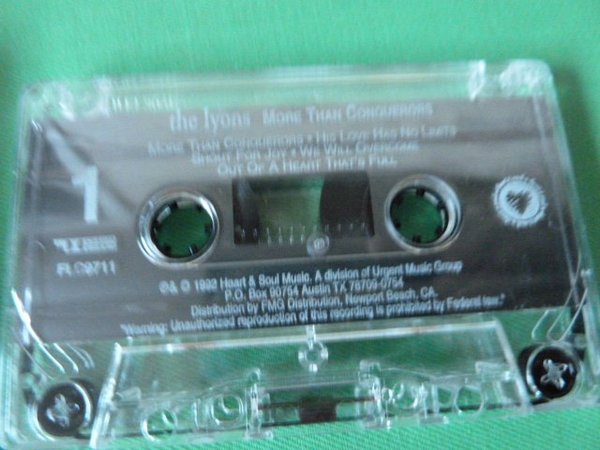 the lyons MORE THAN CONQUERORS
MORE THAN CONQUERORS • HIS LOVE HAS NO LIMITS
SHOUT FOR JOY • WE WILL OVERCOME
OUT OF A HEART THAT'S FULL
1
FLC9711
℗& © 1992 Heart & Soul Music. A division of Urgent Music Group
P.O. Box 90754 Austin TX 78709-0754
Distribution by FMG Distribution, Newport Beach, CA.
"Warning: Unauthorized reproduction of this recording is prohibited by Federal law."